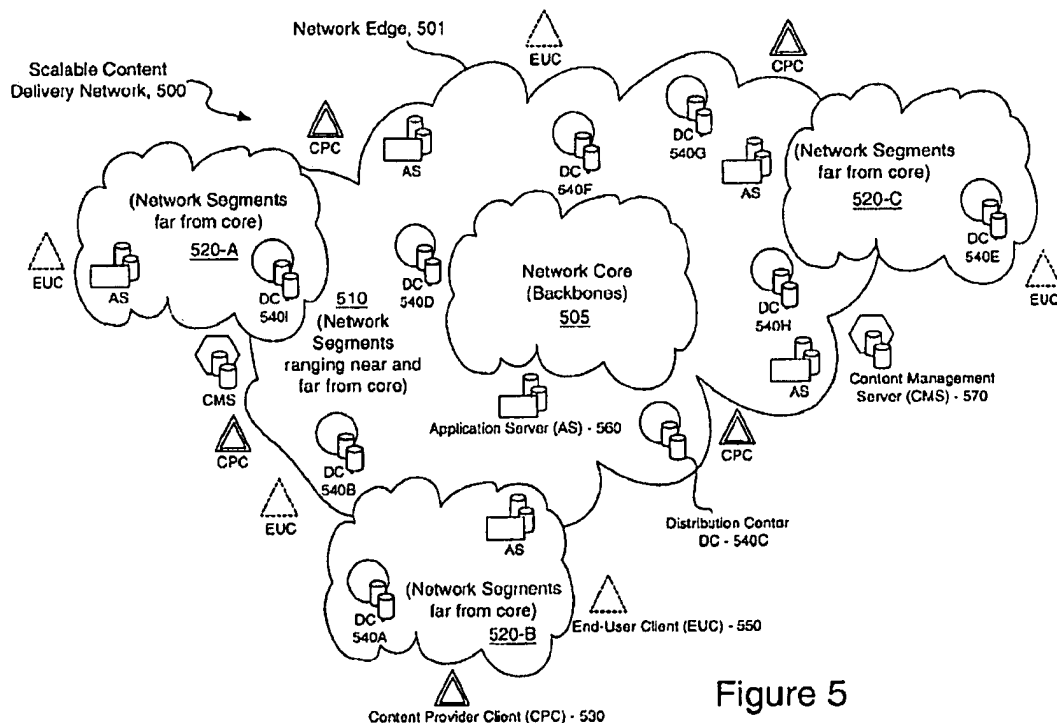 Network Edge, 501
EUC
CPC
Scalable Content
Delivery Network, 500
CPC
AS
DC
540F
DC
540G
AS
(Network Segments
far from core)
520-C
DC
540E
(Network Segments
far from core)
520-A
EUC
AS
DC
540I
DC
540D
Network Core
(Backbones)
505
DC
540H
EUC
510
(Network
Segments
ranging near and
far from core)
CMS
AS
Content Management
Server (CMS) - 570
CPC
Application Server (AS) - 560
CPC
DC
540B
EUC
AS
Distribution Center
DC - 540C
DC
540A
(Network Segments
far from core)
520-B
End-User Client (EUC) - 550
Content Provider Client (CPC) - 530
Figure 5